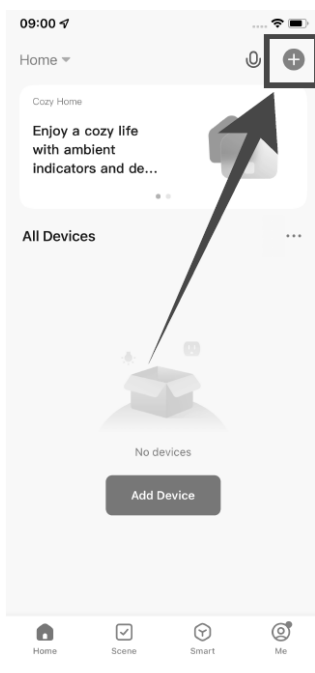 09:00
Home
Cozy Home
Enjoy a cozy life
with ambient
indicators and de...
All Devices
No devices
Add Device
Home
Scene
Smart
Me